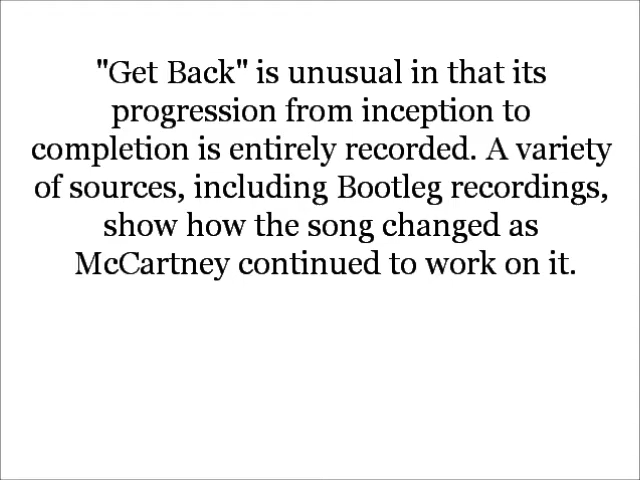 "Get Back" is unusual in that its
progression from inception to
completion is entirely recorded. A variety
of sources, including Bootleg recordings,
show how the song changed as
McCartney continued to work on it.